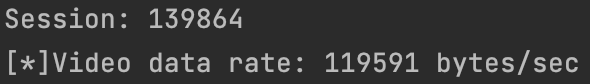 Session: 139864
[*]Video data rate: 119591 bytes/sec